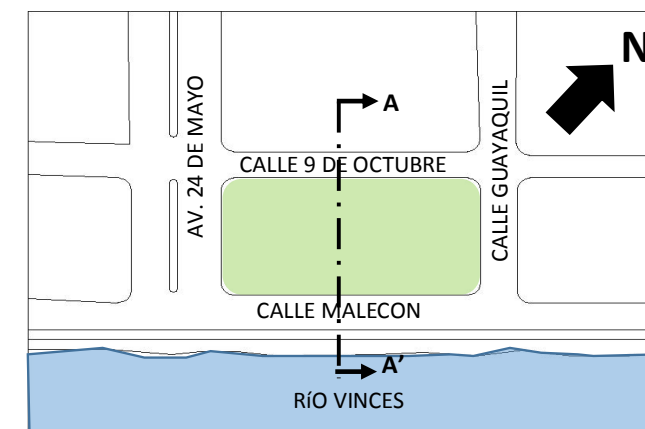 N
A
AV. 24 DE MAYO
CALLE GUAYAQUIL
CALLE 9 DE OCTUBRE
CALLE MALECON
A'
RíO VINCES